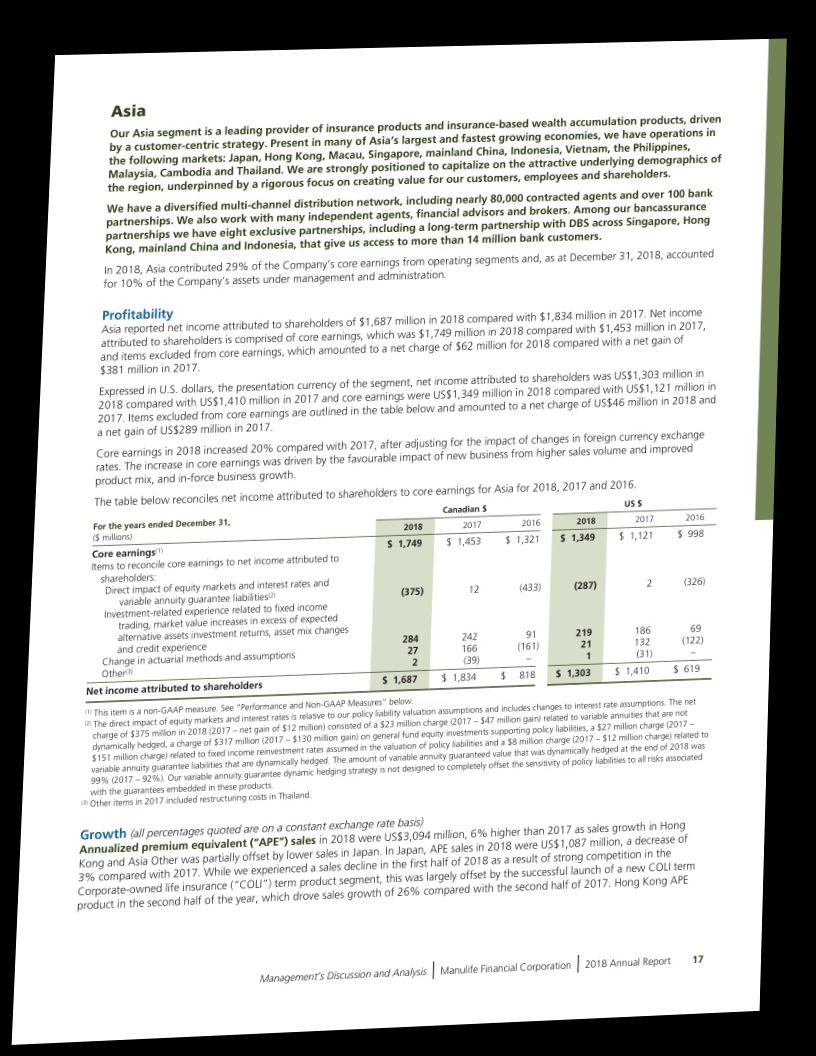 Asia
Our Asia segment is a leading provider of insurance products and insurance-based wealth accumulation products, driven
by a customer-centric strategy. Present in many of Asia's largest and fastest growing economies, we have operations in
the following markets: Japan, Hong Kong, Macau, Singapore, mainland China, Indonesia, Vietnam, the Philippines,
Malaysia, Cambodia and Thailand. We are strongly positioned to capitalize on the attractive underlying demographics of
the region, underpinned by a rigorous focus on creating value for our customers, employees and shareholders.
We have a diversified multi-channel distribution network, including nearly 80,000 contracted agents and over 100 bank
partnerships. We also work with many independent agents, financial advisors and brokers. Among our bancassurance
partnerships we have eight exclusive partnerships, including a long-term partnership with DBS across Singapore, Hong
Kong, mainland China and Indonesia, that give us access to more than 14 million bank customers.
In 2018, Asia contributed 29% of the Company's core earnings from operating segments and, as at December 31, 2018, accounted
for 10% of the Company's assets under management and administration.
Profitability
Asia reported net income attributed to shareholders of $1,687 million in 2018 compared with $1,834 million in 2017. Net income
attributed to shareholders is comprised of core earnings, which was $1,749 million in 2018 compared with $1,453 million in 2017,
and items excluded from core earnings, which amounted to a net charge of $62 million for 2018 compared with a net gain of
$381 million in 2017.
Expressed in U.S. dollars, the presentation currency of the segment, net income attributed to shareholders was US$1,303 million in
2018 compared with US$1,410 million in 2017 and core earnings were US$1,349 million in 2018 compared with US$1,121 million in
2017. Items excluded from core earnings are outlined in the table below and amounted to a net charge of US$46 million in 2018 and
a net gain of US$289 million in 2017.
Core earnings in 2018 increased 20% compared with 2017, after adjusting for the impact of changes in foreign currency exchange
rates. The increase in core earnings was driven by the favourable impact of new business from higher sales volume and improved
product mix, and in-force business growth.
The table below reconciles net income attributed to shareholders to core earnings for Asia for 2018, 2017 and 2016.
Canadian $ US $
For the years ended December 31,
($ millions) 2018 2017 2016 2018 2017 2016
Core earnings(1) $ 1,749 $ 1,453 $ 1,321 $ 1,349 $ 1,121 $ 998
Items to reconcile core earnings to net income attributed to
shareholders:
Direct impact of equity markets and interest rates and
variable annuity guarantee liabilities(2) (375) 12 (433) (287) 2 (326)
Investment-related experience related to fixed income
trading, market value increases in excess of expected
alternative assets investment returns, asset mix changes
and credit experience 284 242 91 219 186 69
Change in actuarial methods and assumptions 27 166 (161) 21 132 (122)
Other(3) 2 (39) – 1 (31) –
Net income attributed to shareholders $ 1,687 $ 1,834 $ 818 $ 1,303 $ 1,410 $ 619
(1) This item is a non-GAAP measure. See "Performance and Non-GAAP Measures" below.
(2) The direct impact of equity markets and interest rates is relative to our policy liability valuation assumptions and includes changes to interest rate assumptions. The net
charge of $375 million in 2018 (2017 – net gain of $12 million) consisted of a $23 million charge (2017 – $47 million gain) related to variable annuities that are not
dynamically hedged, a charge of $317 million (2017 – $130 million gain) on general fund equity investments supporting policy liabilities, a $27 million charge (2017 –
$151 million charge) related to fixed income reinvestment rates assumed in the valuation of policy liabilities and a $8 million charge (2017 – $12 million charge) related to
variable annuity guarantee liabilities that are dynamically hedged. The amount of variable annuity guaranteed value that was dynamically hedged at the end of 2018 was
99% (2017 – 92%). Our variable annuity guarantee dynamic hedging strategy is not designed to completely offset the sensitivity of policy liabilities to all risks associated
with the guarantees embedded in these products.
(3) Other items in 2017 included restructuring costs in Thailand.
Growth (all percentages quoted are on a constant exchange rate basis)
Annualized premium equivalent ("APE") sales in 2018 were US$3,094 million, 6% higher than 2017 as sales growth in Hong
Kong and Asia Other was partially offset by lower sales in Japan. In Japan, APE sales in 2018 were US$1,087 million, a decrease of
3% compared with 2017. While we experienced a sales decline in the first half of 2018 as a result of strong competition in the
Corporate-owned life insurance ("COLI") term product segment, this was largely offset by the successful launch of a new COLI term
product in the second half of the year, which drove sales growth of 26% compared with the second half of 2017. Hong Kong APE
Management's Discussion and Analysis | Manulife Financial Corporation | 2018 Annual Report 17